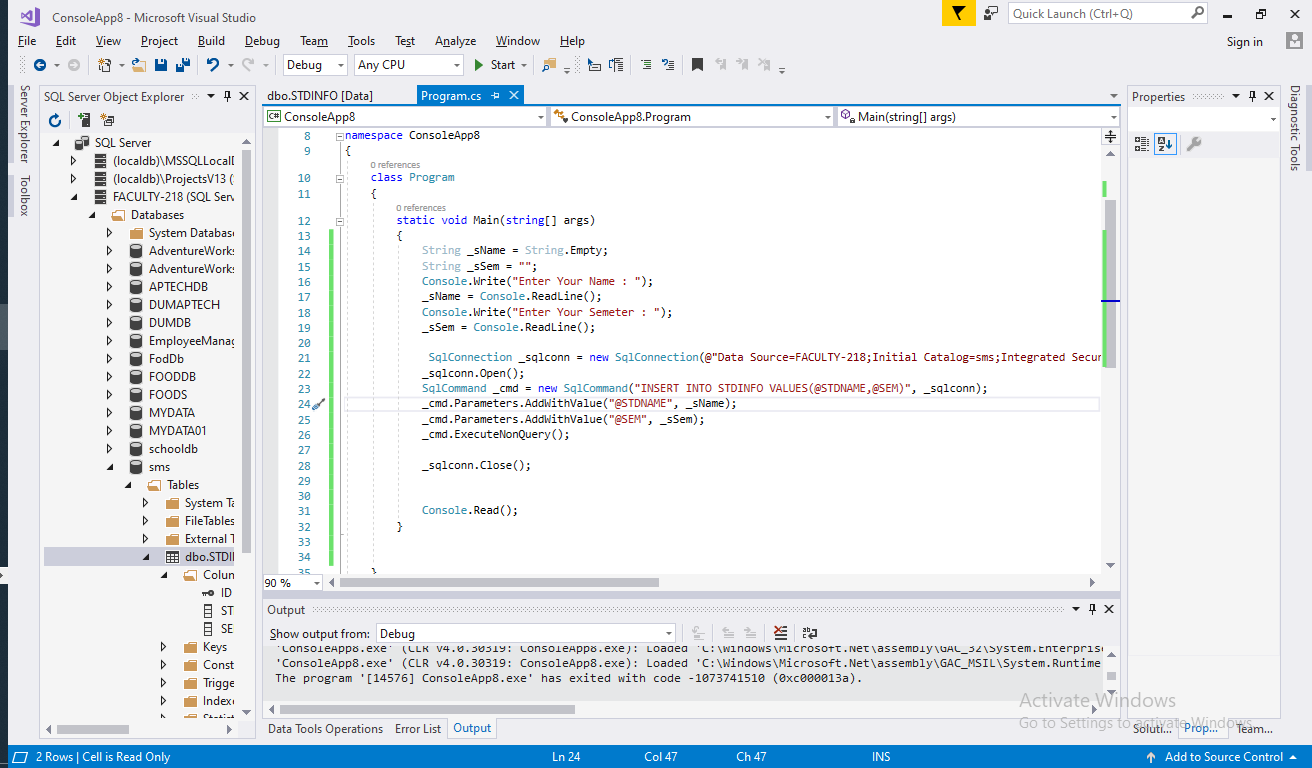 ConsoleApp8 - Microsoft Visual Studio
Quick Launch (Ctrl+Q)
File Edit View Project Build Debug Team Tools Test Analyze Window Help
Sign in
Debug Any CPU Start
Server Explorer
Toolbox
SQL Server Object Explorer
SQL Server
(localdb)\MSSQLLocalD
(localdb)\ProjectsV13 (
FACULTY-218 (SQL Serv
Databases
System Databas
AdventureWorks
AdventureWorks
APTECHDB
DUMAPTECH
DUMDB
EmployeeManag
FodDb
FOODDB
FOODS
MYDATA
MYDATA01
schooldb
sms
Tables
System Ta
FileTables
External T
dbo.STDI
Colun
ID
ST
SE
Keys
Const
Trigge
Indexe
Statist
dbo.STDINFO [Data] Program.cs
C# ConsoleApp8 ConsoleApp8.Program Main(string[] args)
8 namespace ConsoleApp8
9 {
0 references
10 class Program
11 {
0 references
12 static void Main(string[] args)
13 {
14 String _sName = String.Empty;
15 String _sSem = "";
16 Console.Write("Enter Your Name : ");
17 _sName = Console.ReadLine();
18 Console.Write("Enter Your Semeter : ");
19 _sSem = Console.ReadLine();
20
21 SqlConnection _sqlconn = new SqlConnection(@"Data Source=FACULTY-218;Initial Catalog=sms;Integrated Secur
22 _sqlconn.Open();
23 SqlCommand _cmd = new SqlCommand("INSERT INTO STDINFO VALUES(@STDNAME,@SEM)", _sqlconn);
24 _cmd.Parameters.AddWithValue("@STDNAME", _sName);
25 _cmd.Parameters.AddWithValue("@SEM", _sSem);
26 _cmd.ExecuteNonQuery();
27
28 _sqlconn.Close();
29
30
31 Console.Read();
32 }
33
34
35 }
90 %
Output
Show output from: Debug
'ConsoleApp8.exe' (CLR v4.0.30319: ConsoleApp8.exe): Loaded 'C:\Windows\Microsoft.Net\assembly\GAC_32\System.Enterpris
'ConsoleApp8.exe' (CLR v4.0.30319: ConsoleApp8.exe): Loaded 'C:\Windows\Microsoft.Net\assembly\GAC_MSIL\System.Runtime
The program '[14576] ConsoleApp8.exe' has exited with code -1073741510 (0xc000013a).
Data Tools Operations Error List Output
Properties
Diagnostic Tools
Activate Windows
Go to Settings to activate Windows.
Soluti... Prop... Team...
2 Rows | Cell is Read Only Ln 24 Col 47 Ch 47 INS Add to Source Control